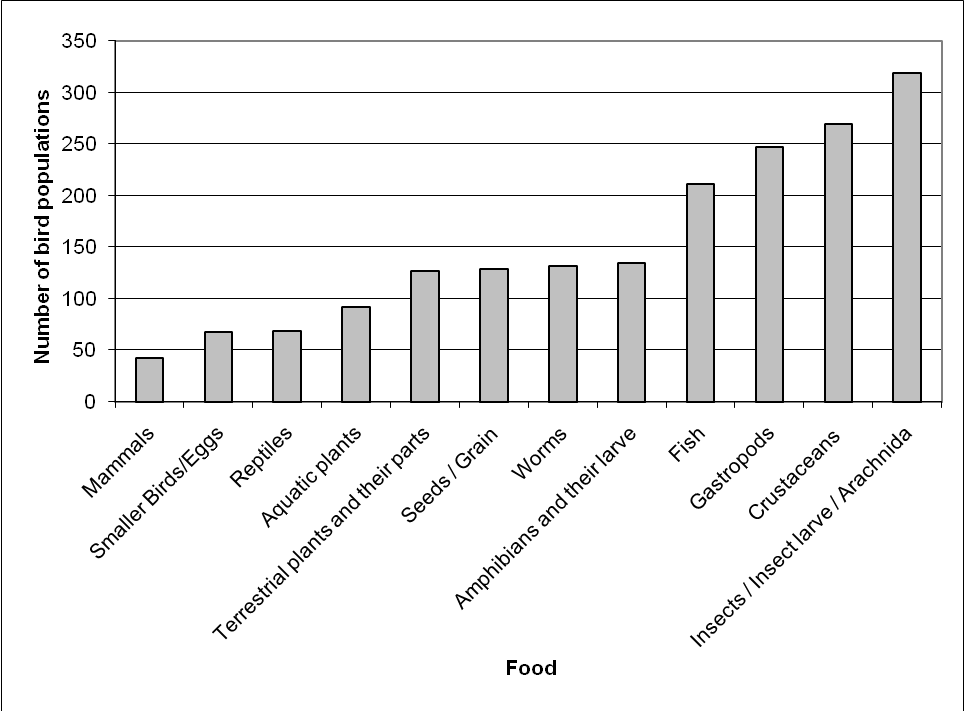 350
300
250
200
150
100
50
0
Number of bird populations
Mammals
Smaller Birds/Eggs
Reptiles
Aquatic plants
Terrestrial plants and their parts
Seeds / Grain
Worms
Amphibians and their larve
Fish
Gastropods
Crustaceans
Insects / Insect larve / Arachnida
Food